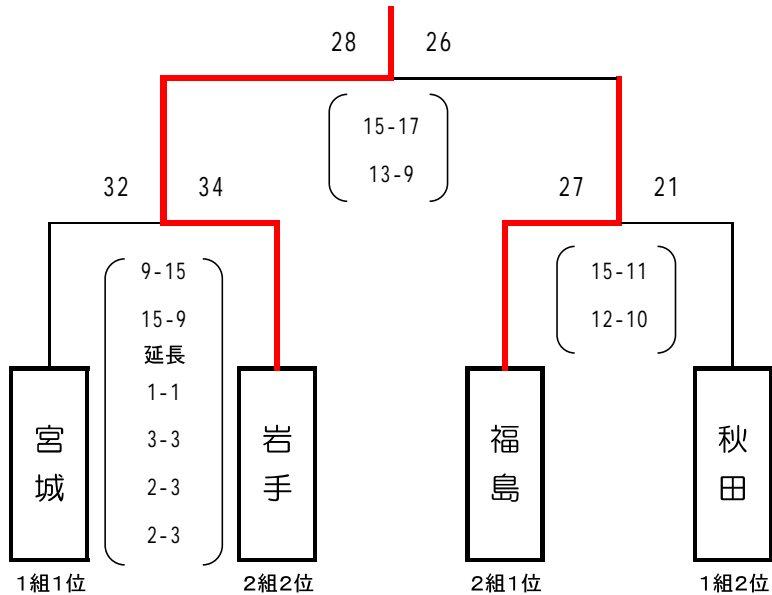 28 26
15-17
13-9
32 34
27 21
9-15
15-9
延長
1-1
3-3
2-3
2-3
15-11
12-10
宮城
岩手
福島
秋田
1組1位
2組2位
2組1位
1組2位